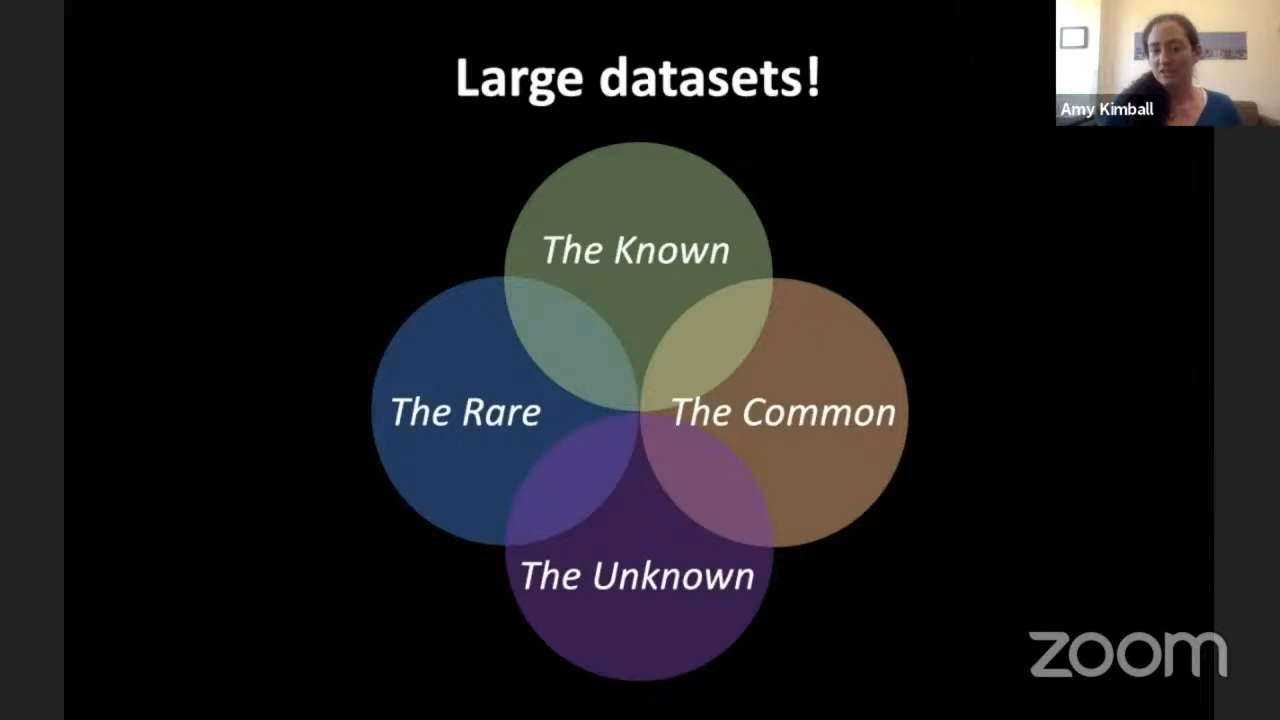 Large datasets!
Amy Kimball
The Known
The Rare
The Common
The Unknown
zoom